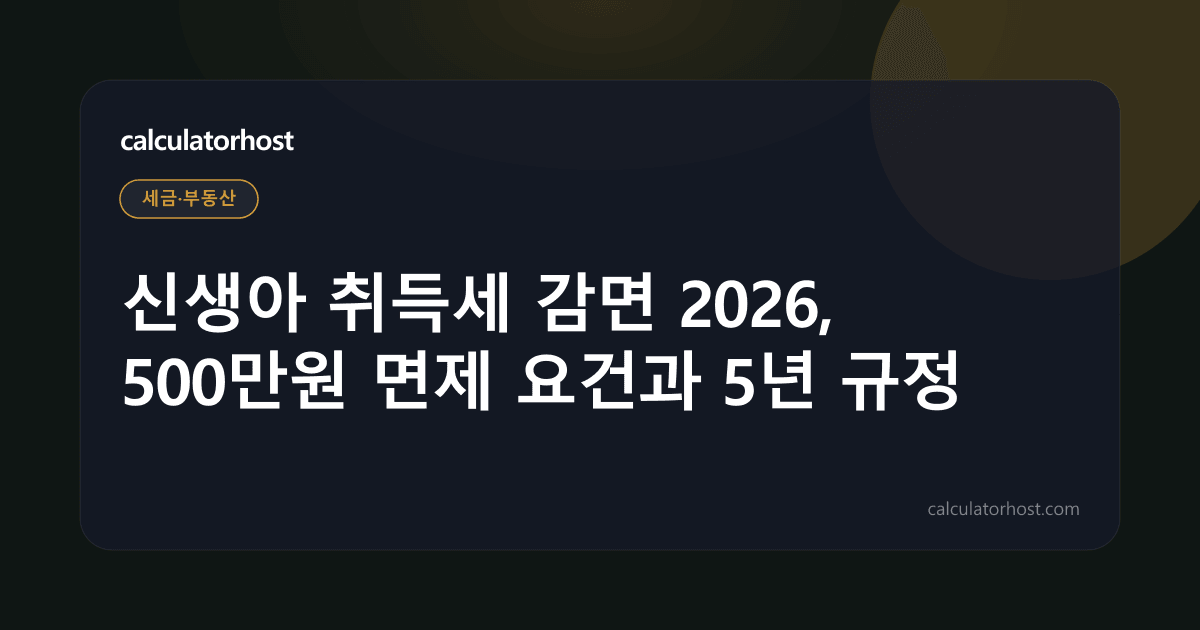 calculatorhost
세금·부동산
신생아 취득세 감면 2026,
500만원 면제 요건과 5년 규정
calculatorhost.com